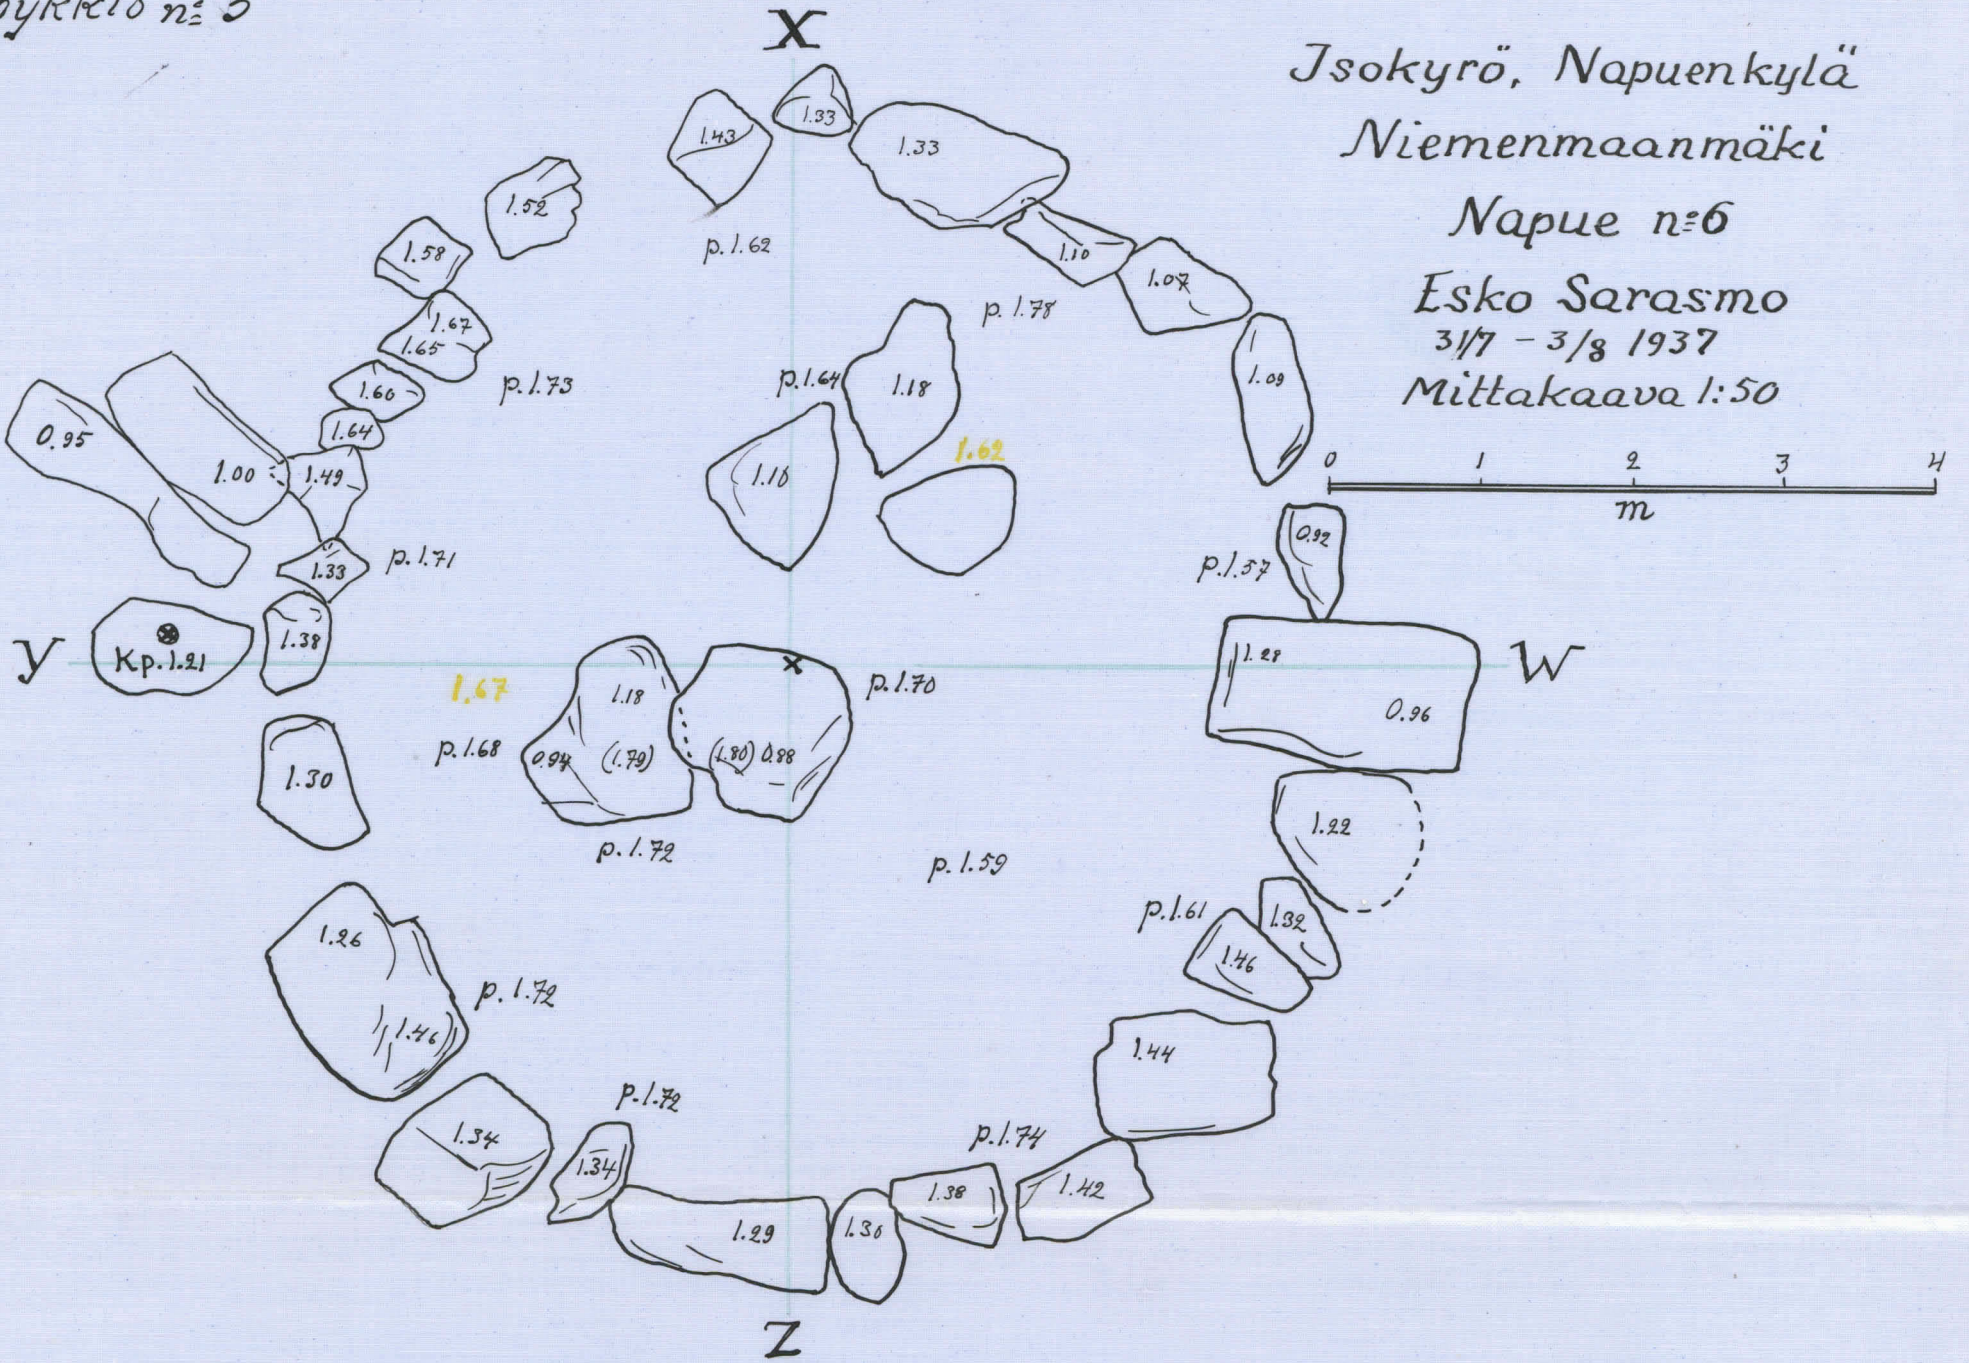 n:o 5
X
Isokyrö, Napuenkylä
Niemenmaanmäki
Napue n:o 6
Esko Sarasmo
31/7 – 3/8 1937
Mittakaava 1:50
0 1 2 3 4
m
1.43
1.33
1.33
1.52
p. 1.62
1.58
1.10
1.07
p. 1.78
1.67
1.65
p. 1.73
1.60
p. 1.64
1.18
1.09
0.95
1.64
1.00
1.49
1.62
0.92
1.33
p. 1.71
p. 1.57
Y
Kp. 1.21
1.38
1.28
W
0.96
1.67
1.18
p. 1.70
1.30
p. 1.68
0.94
(1.79)
(1.80) 0.88
1.22
p. 1.72
p. 1.59
1.26
p. 1.61
1.32
1.46
p. 1.72
1.46
1.44
1.34
p. 1.72
1.34
p. 1.74
1.38
1.42
1.29
1.30
Z